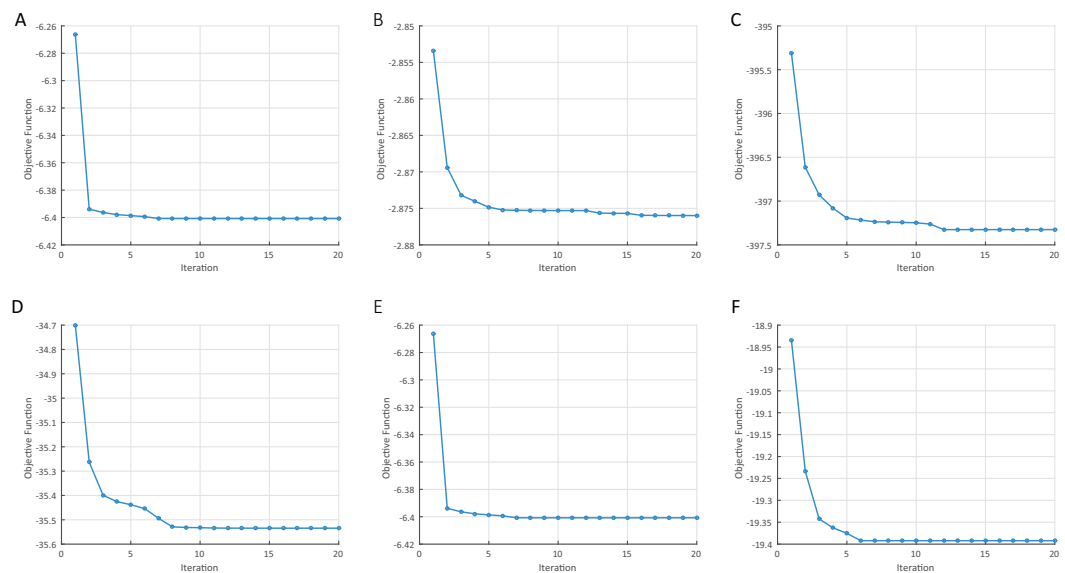 A
-6.26
-6.28
-6.3
-6.32
-6.34
-6.36
-6.38
-6.4
-6.42
Objective Function
0 5 10 15 20
Iteration
B
-2.85
-2.855
-2.86
-2.865
-2.87
-2.875
-2.88
Objective Function
0 5 10 15 20
Iteration
C
-395
-395.5
-396
-396.5
-397
-397.5
Objective Function
0 5 10 15 20
Iteration
D
-34.7
-34.8
-34.9
-35
-35.1
-35.2
-35.3
-35.4
-35.5
-35.6
Objective Function
0 5 10 15 20
Iteration
E
-6.26
-6.28
-6.3
-6.32
-6.34
-6.36
-6.38
-6.4
-6.42
Objective Function
0 5 10 15 20
Iteration
F
-18.9
-18.95
-19
-19.05
-19.1
-19.15
-19.2
-19.25
-19.3
-19.35
-19.4
Objective Function
0 5 10 15 20
Iteration